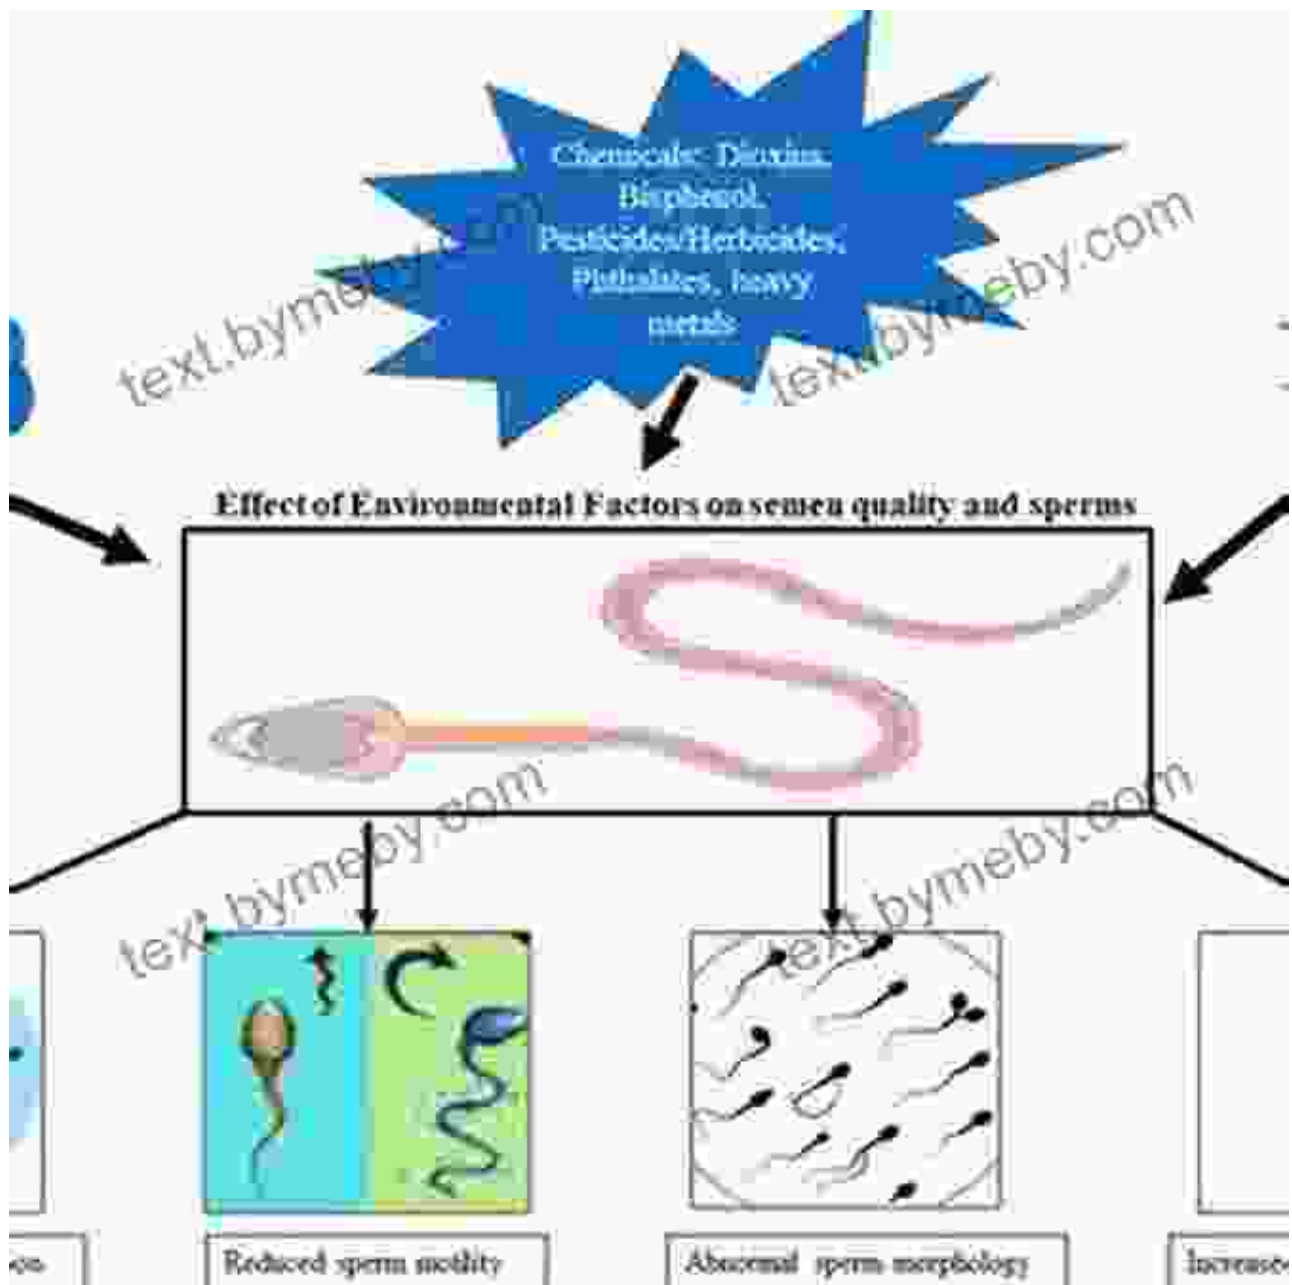 Chemicals: Dioxins,
Bisphenol,
Pesticides/Herbicides,
Phthalates, heavy
metals
text.bymeby.com
text.bymeby.com
Effect of Environmental Factors on semen quality and sperms
text.bymeby.com
text.bymeby.com
Reduced sperm motility
Abnormal sperm morphology